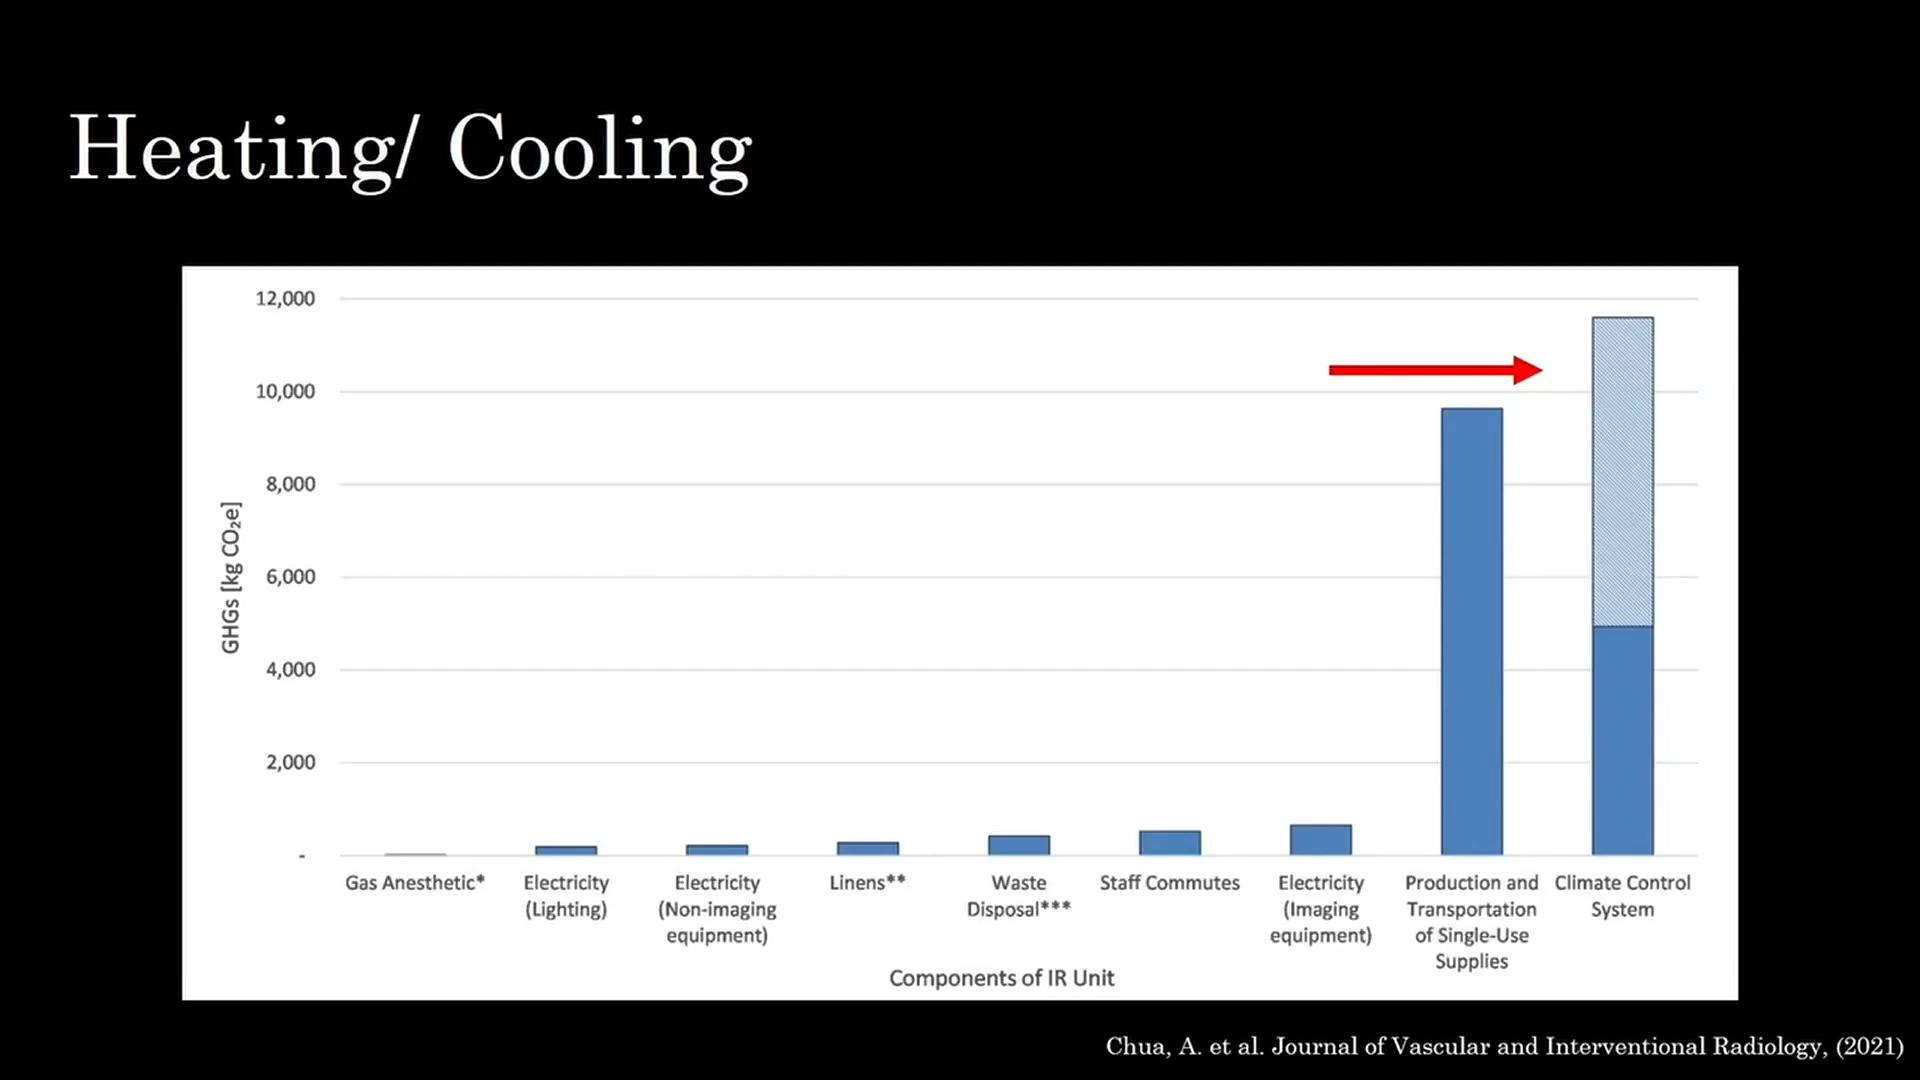 Heating/ Cooling
12,000
10,000
8,000
6,000
4,000
2,000
-
GHGs [kg CO₂e]
Gas Anesthetic*
Electricity
(Lighting)
Electricity
(Non-imaging
equipment)
Linens**
Waste
Disposal***
Staff Commutes
Electricity
(Imaging
equipment)
Production and
Transportation
of Single-Use
Supplies
Climate Control
System
Components of IR Unit
Chua, A. et al. Journal of Vascular and Interventional Radiology, (2021)